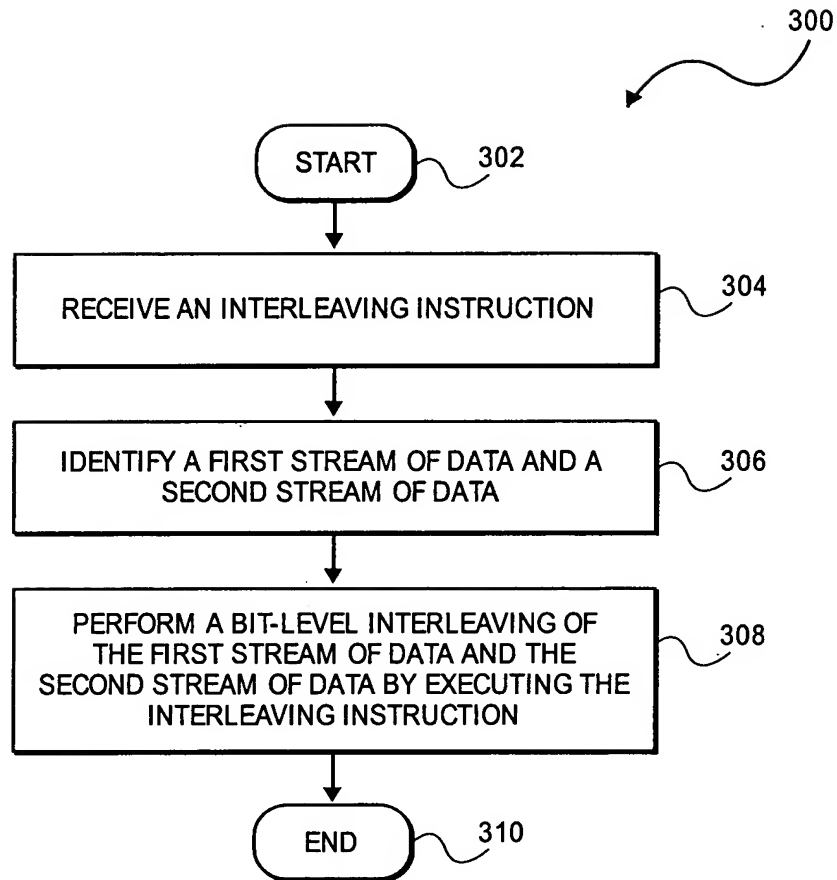 300
START
302
RECEIVE AN INTERLEAVING INSTRUCTION
304
IDENTIFY A FIRST STREAM OF DATA AND A
SECOND STREAM OF DATA
306
PERFORM A BIT-LEVEL INTERLEAVING OF
THE FIRST STREAM OF DATA AND THE
SECOND STREAM OF DATA BY EXECUTING THE
INTERLEAVING INSTRUCTION
308
END
310